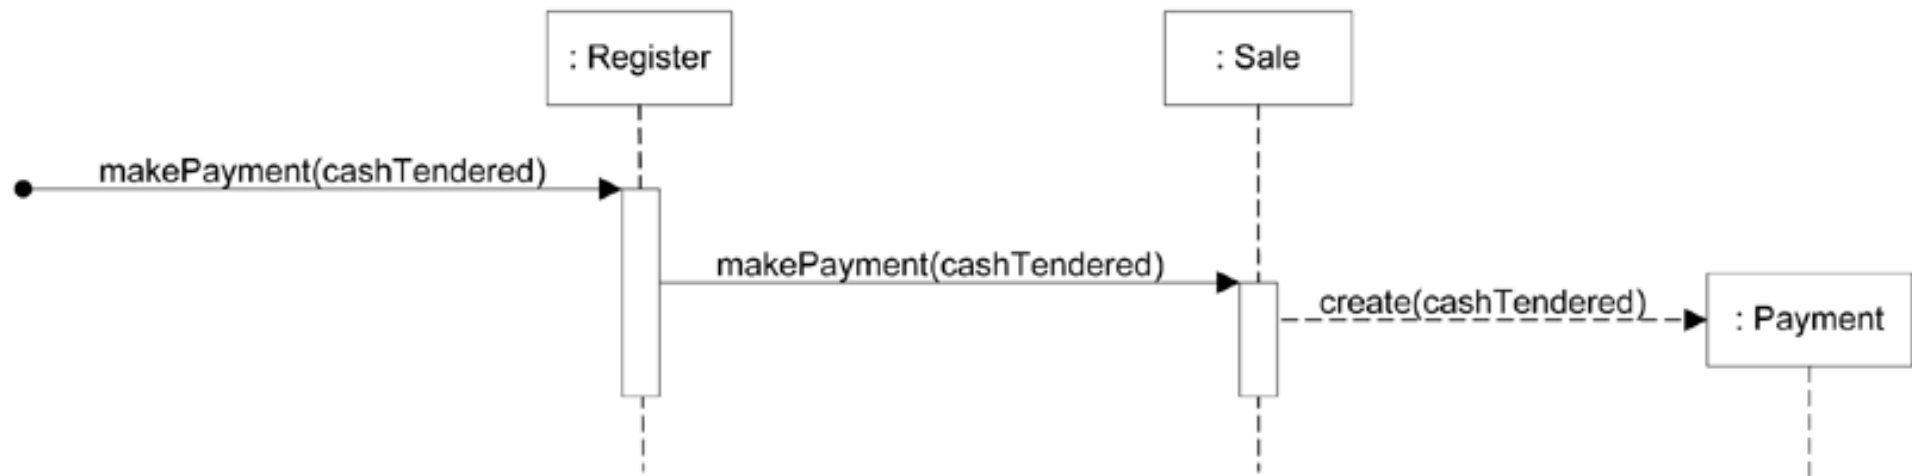 : Register
: Sale
makePayment(cashTendered)
makePayment(cashTendered)
create(cashTendered)
: Payment